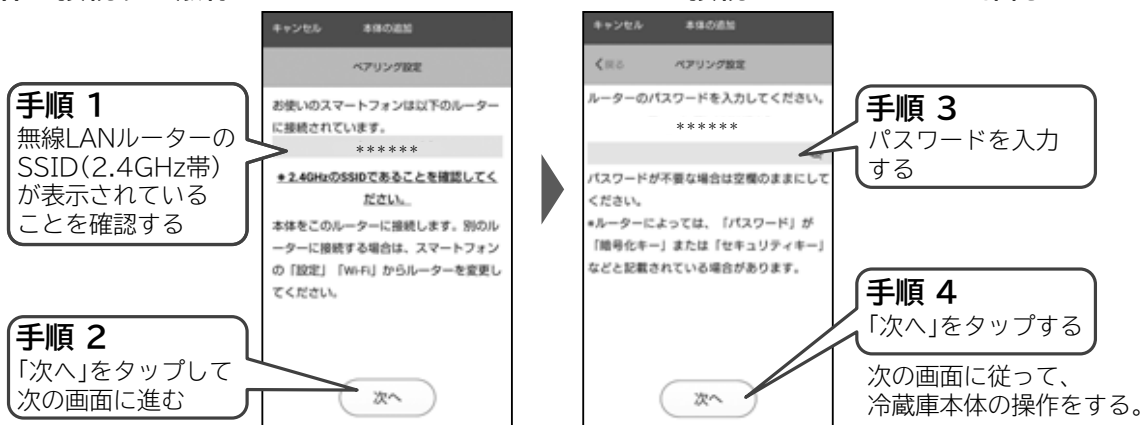 手順 1
無線LANルーターの
SSID(2.4GHz帯)
が表示されている
ことを確認する
手順 2
「次へ」をタップして
次の画面に進む
キャンセル 本体の追加
ペアリング設定
お使いのスマートフォンは以下のルーター
に接続されています。
******
*2.4GHzのSSIDであることを確認してく
ださい。
本体をこのルーターに接続します。別のル
ーターに接続する場合は、スマートフォン
の「設定」「Wi-Fi」からルーターを変更し
てください。
次へ
キャンセル 本体の追加
戻る ペアリング設定
ルーターのパスワードを入力してください。
******
パスワードが不要な場合は空欄のままにして
ください。
*ルーターによっては、「パスワード」が
「暗号化キー」または「セキュリティキー」
などと記載されている場合があります。
次へ
手順 3
パスワードを入力
する
手順 4
「次へ」をタップする
次の画面に従って、
冷蔵庫本体の操作をする。